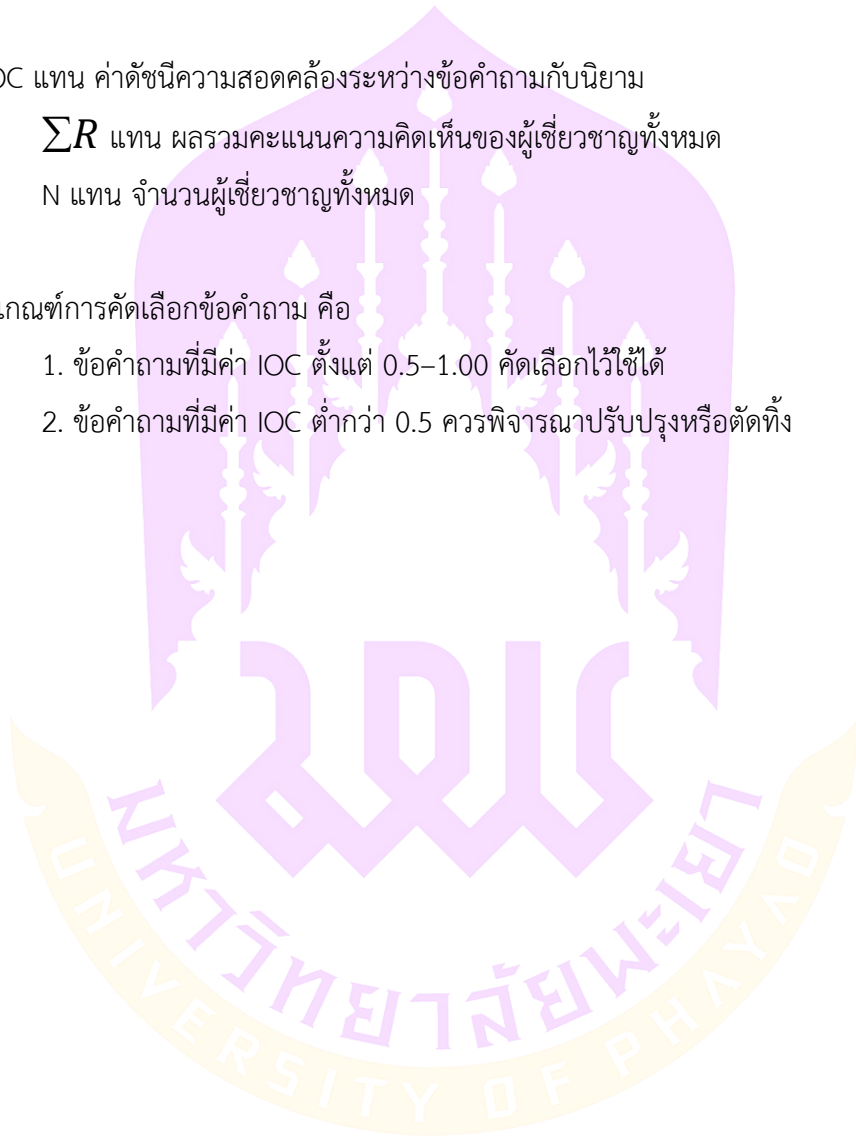 OC แทน ค่าดัชนีความสอดคล้องระหว่างข้อคำถามกับนิยาม
∑R แทน ผลรวมคะแนนความคิดเห็นของผู้เชี่ยวชาญทั้งหมด
N แทน จำนวนผู้เชี่ยวชาญทั้งหมด
เกณฑ์การคัดเลือกข้อคำถาม คือ
1. ข้อคำถามที่มีค่า IOC ตั้งแต่ 0.5–1.00 คัดเลือกไว้ใช้ได้
2. ข้อคำถามที่มีค่า IOC ต่ำกว่า 0.5 ควรพิจารณาปรับปรุงหรือตัดทิ้ง
มหาวิทยาลัยพะเยา
UNIVERSITY OF PHAYAO